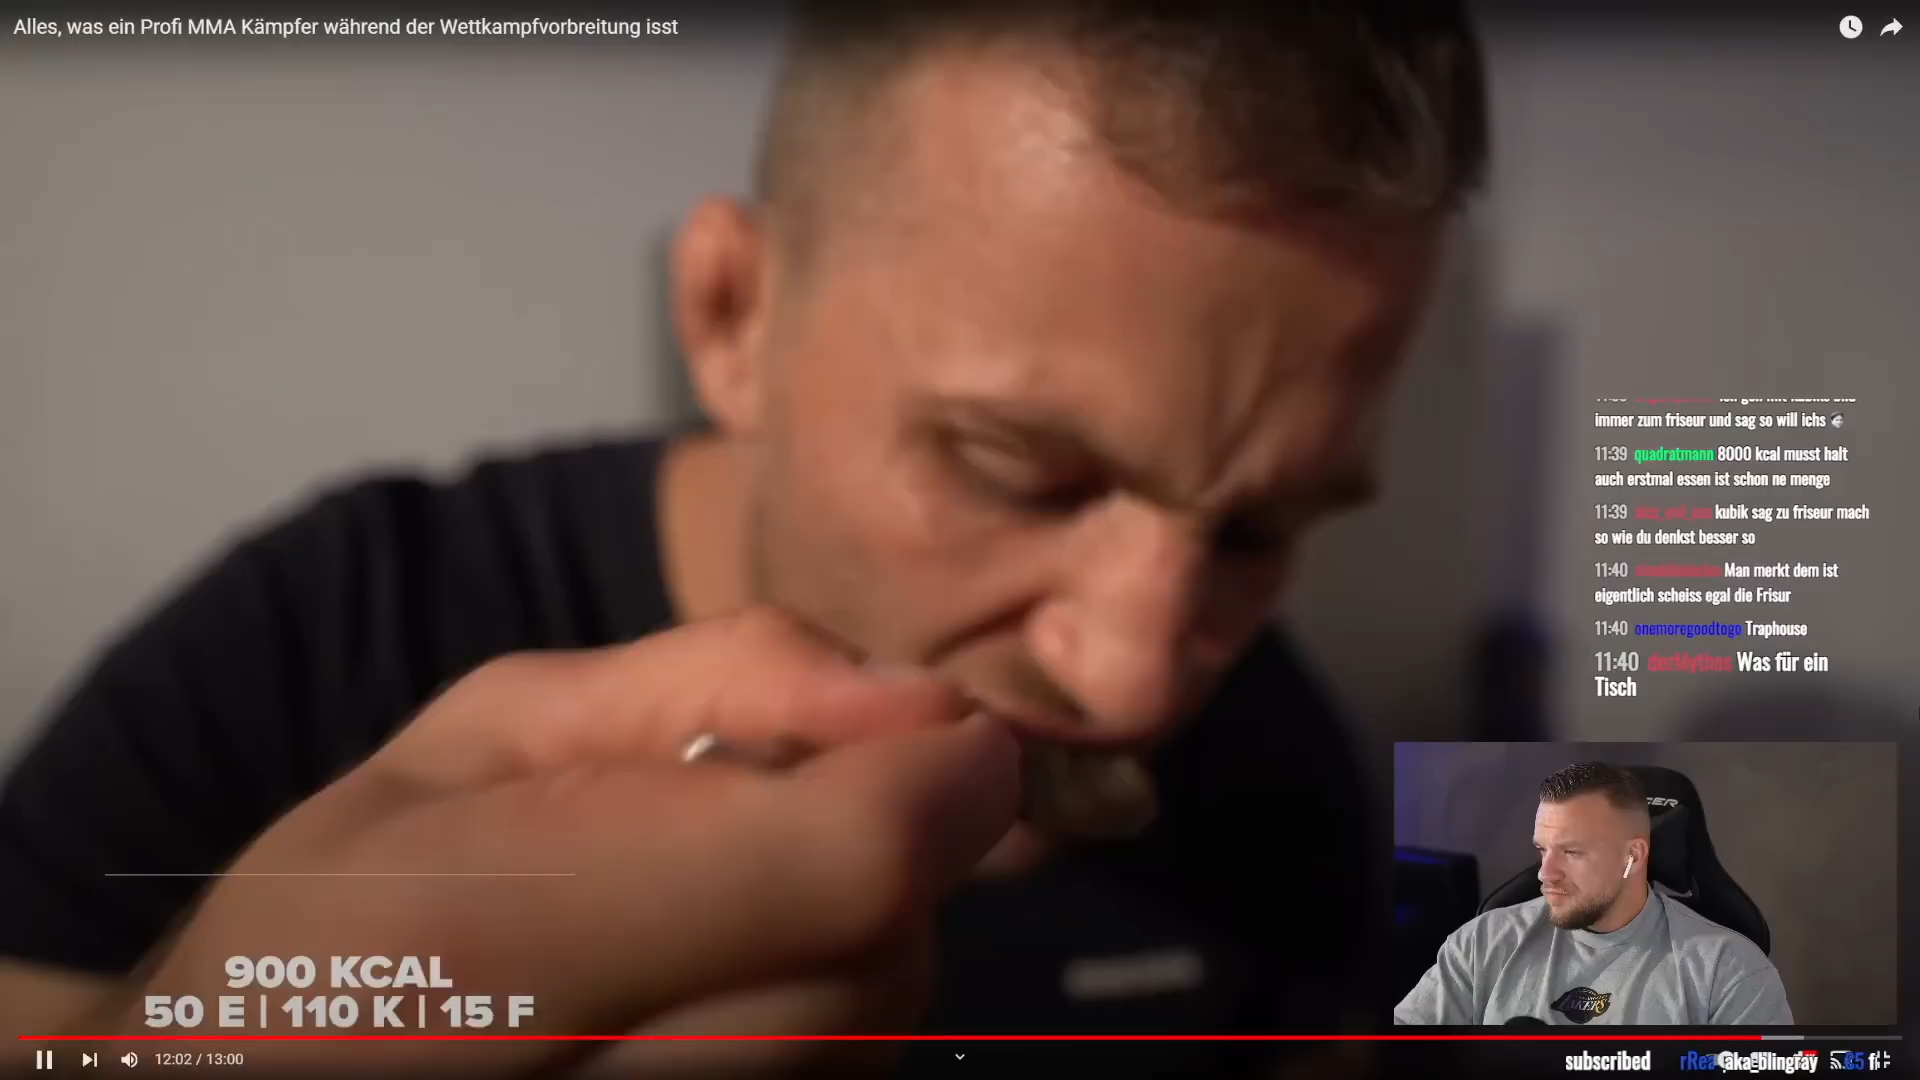 Alles, was ein Profi MMA Kämpfer während der Wettkampfvorbreitung isst
immer zum friseur und sag so will ichs
11:39 quadratmann 8000 kcal musst halt
auch erstmal essen ist schon ne menge
11:39 kubik sag zu friseur mach
so wie du denkst besser so
11:40 Man merkt dem ist
eigentlich scheiss egal die Frisur
11:40 onemoregoodtogo Traphouse
11:40 derMythos Was für ein
Tisch
LAKERS
900 KCAL
50 E | 110 K | 15 F
12:02 / 13:00
subscribed aka_blingray